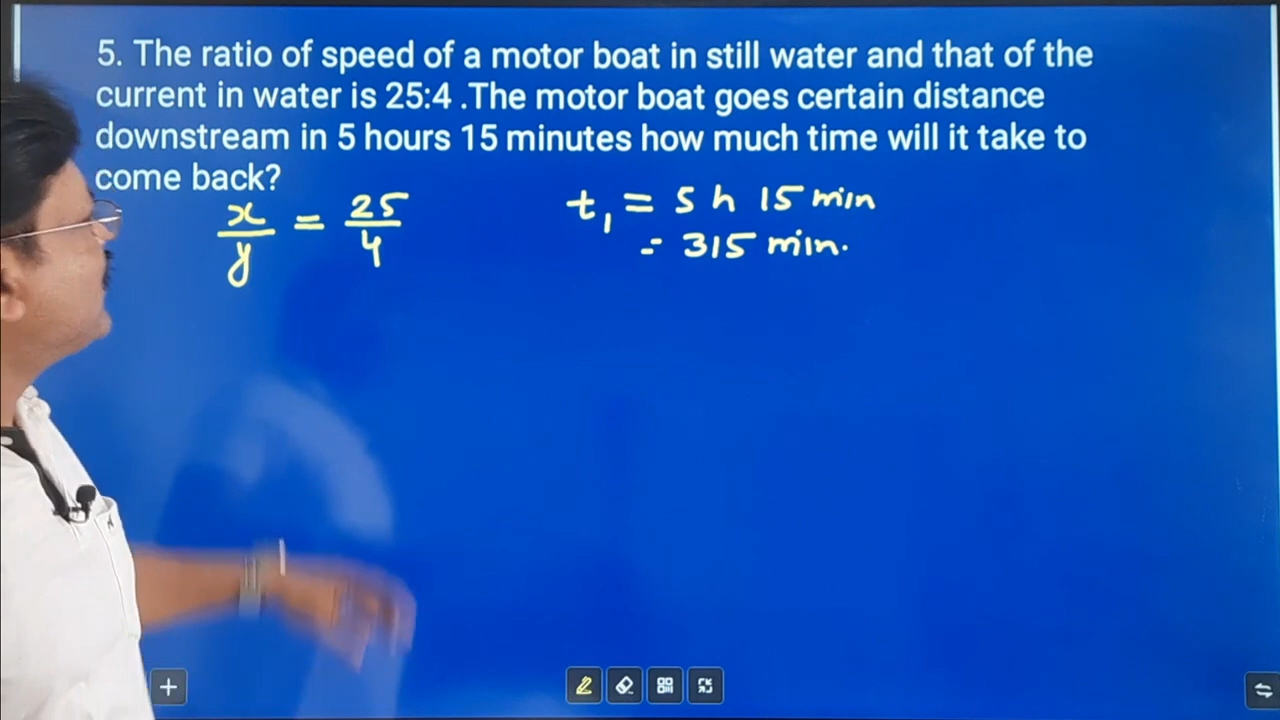 5. The ratio of speed of a motor boat in still water and that of the
current in water is 25:4 .The motor boat goes certain distance
downstream in 5 hours 15 minutes how much time will it take to
come back?
x/y = 25/4
t₁ = 5 h 15 min
= 315 min.